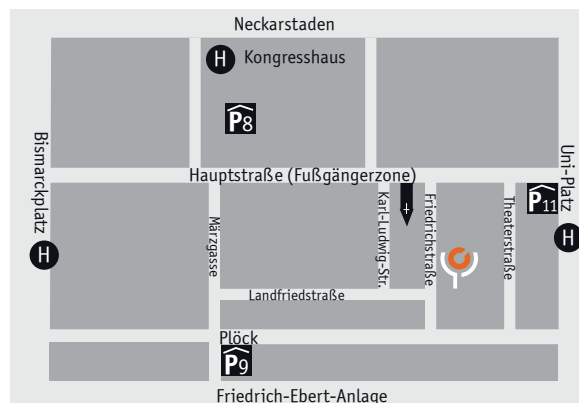 Neckarstaden
H
Kongresshaus
P8
Bismarckplatz
Uni-Platz
Hauptstraße (Fußgängerzone)
Märzgasse
Karl-Ludwig-Str.
Friedrichstraße
Theaterstraße
P11
H
H
Landfriedstraße
Plöck
P9
Friedrich-Ebert-Anlage